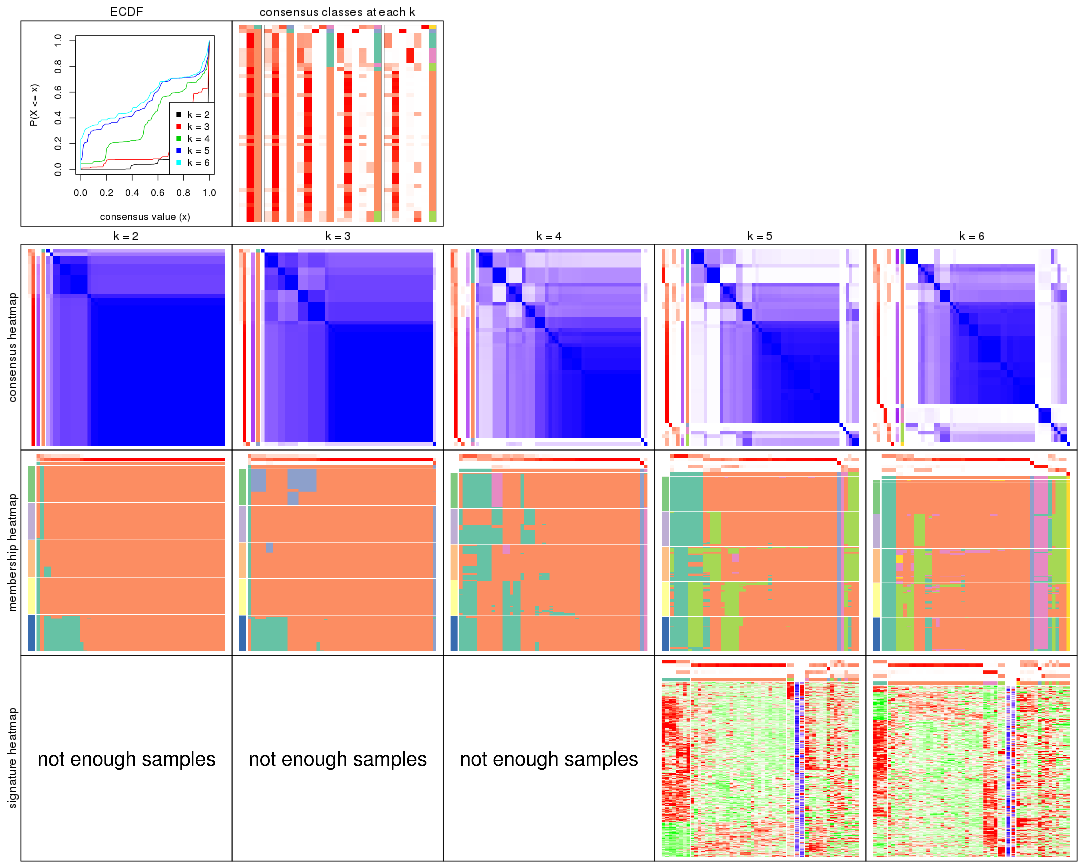 ECDF
consensus classes at each k
P(X <= x)
0.0 0.2 0.4 0.6 0.8 1.0
k = 2
k = 3
k = 4
k = 5
k = 6
0.0 0.2 0.4 0.6 0.8 1.0
consensus value (x)
k = 2
k = 3
k = 4
k = 5
k = 6
consensus heatmap
membership heatmap
signature heatmap
not enough samples
not enough samples
not enough samples